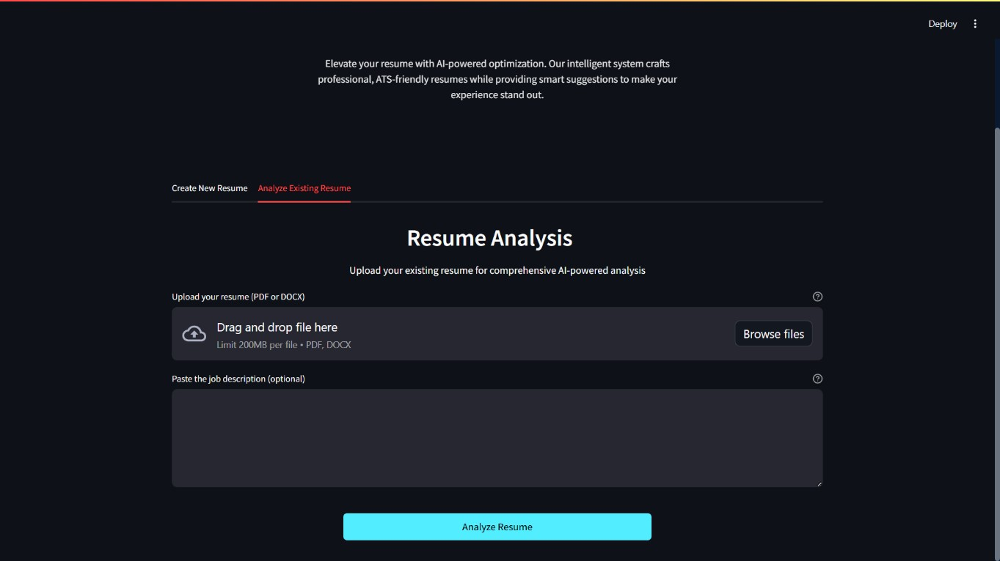 Deploy
Elevate your resume with AI-powered optimization. Our intelligent system crafts
professional, ATS-friendly resumes while providing smart suggestions to make your
experience stand out.
Create New Resume Analyze Existing Resume
Resume Analysis
Upload your existing resume for comprehensive AI-powered analysis
Upload your resume (PDF or DOCX)
Drag and drop file here
Limit 200MB per file • PDF, DOCX
Browse files
Paste the job description (optional)
Analyze Resume